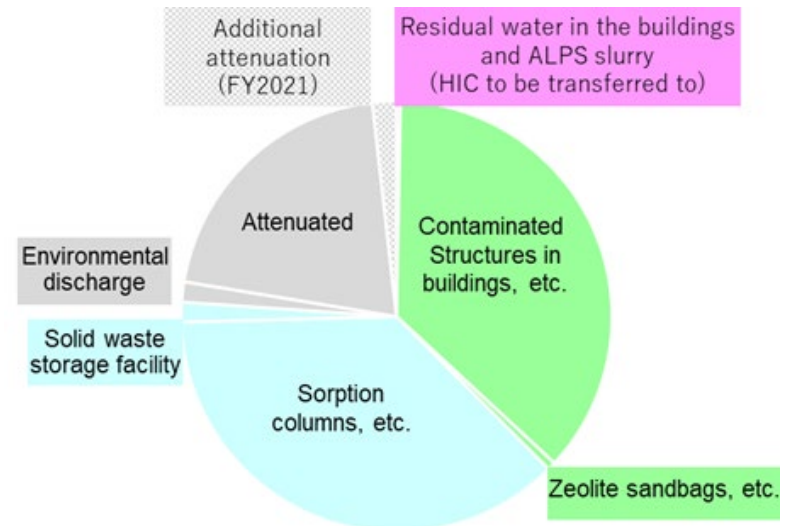 Additional
attenuation
(FY2021)
Residual water in the buildings
and ALPS slurry
(HIC to be transferred to)
Attenuated
Contaminated
Structures in
buildings, etc.
Environmental
discharge
Solid waste
storage facility
Sorption
columns, etc.
Zeolite sandbags, etc.